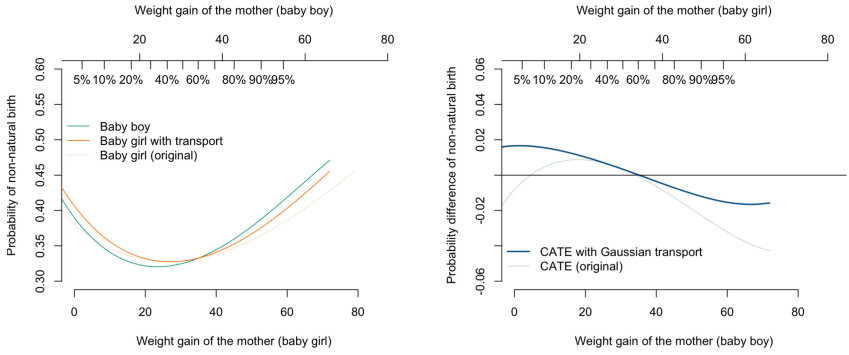 Weight gain of the mother (baby boy)
20 40 60 80
5% 10% 20% 40% 60% 80% 90% 95%
Probability of non-natural birth
0.60
0.55
0.50
0.45
0.40
0.35
0.30
Baby boy
Baby girl with transport
Baby girl (original)
0 20 40 60 80
Weight gain of the mother (baby girl)
Weight gain of the mother (baby girl)
20 40 60 80
5% 10% 20% 40% 60% 80% 90% 95%
Probability difference of non-natural birth
0.06
0.02
-0.02
-0.06
CATE with Gaussian transport
CATE (original)
0 20 40 60 80
Weight gain of the mother (baby boy)